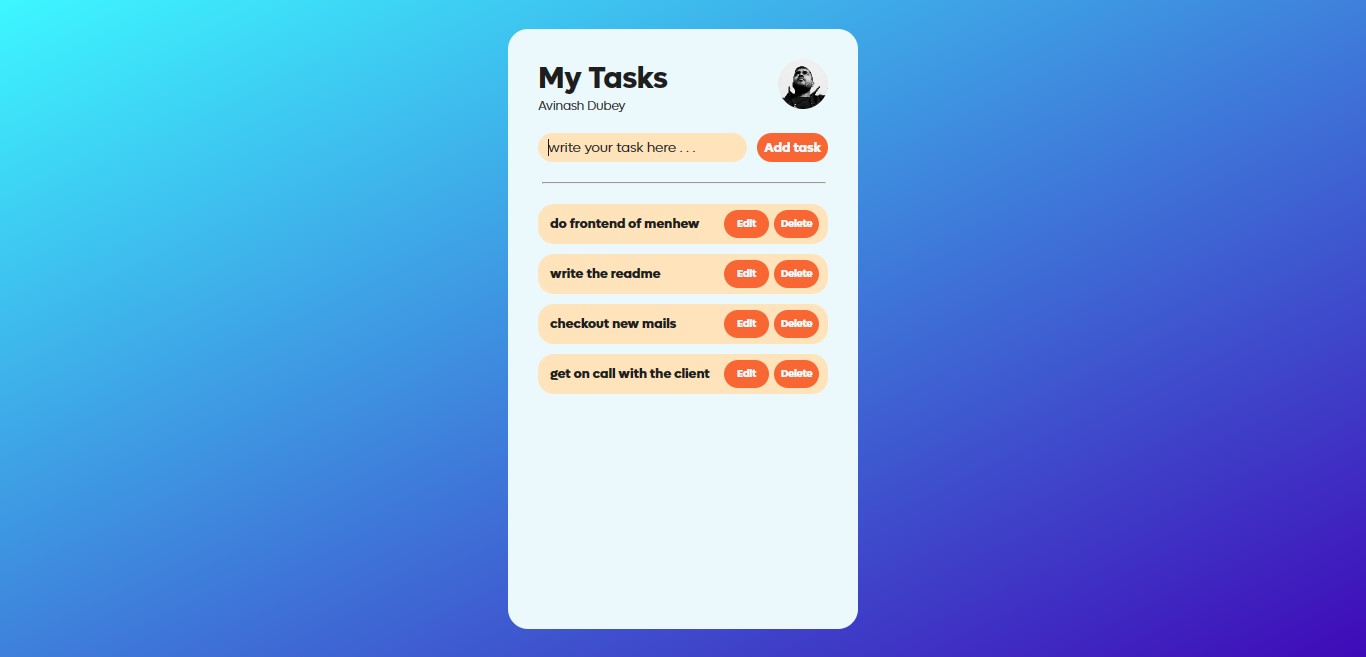 My Tasks
Avinash Dubey
write your task here . . . Add task
do frontend of menhew Edit Delete
write the readme Edit Delete
checkout new mails Edit Delete
get on call with the client Edit Delete